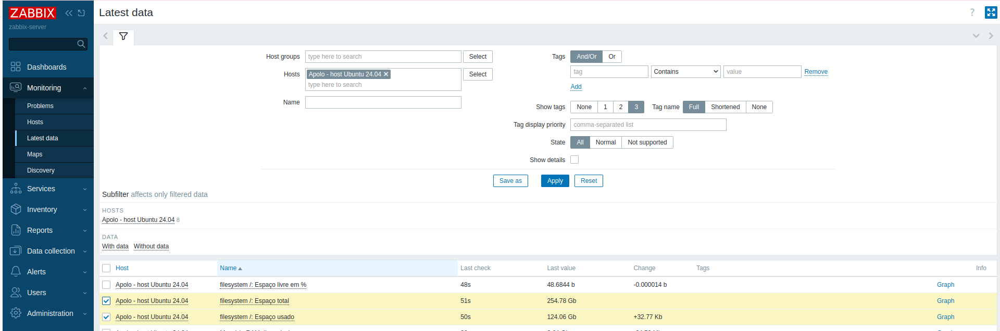 ZABBIX
zabbix-server
Dashboards
Monitoring
Problems
Hosts
Latest data
Maps
Discovery
Services
Inventory
Reports
Data collection
Alerts
Users
Administration
Latest data
?
Host groups type here to search Select
Hosts Apolo - host Ubuntu 24.04 Select
type here to search
Name
Tags And/Or Or
tag Contains value Remove
Add
Show tags None 1 2 3 Tag name Full Shortened None
Tag display priority comma-separated list
State All Normal Not supported
Show details
Save as Apply Reset
Subfilter affects only filtered data
HOSTS
Apolo - host Ubuntu 24.04 8
DATA
With data Without data
Host Name Last check Last value Change Tags Info
Apolo - host Ubuntu 24.04 filesystem /: Espaço livre em % 48s 48.6844 b -0.000014 b Graph
Apolo - host Ubuntu 24.04 filesystem /: Espaço total 51s 254.78 Gb Graph
Apolo - host Ubuntu 24.04 filesystem /: Espaço usado 50s 124.06 Gb +32.77 Kb Graph